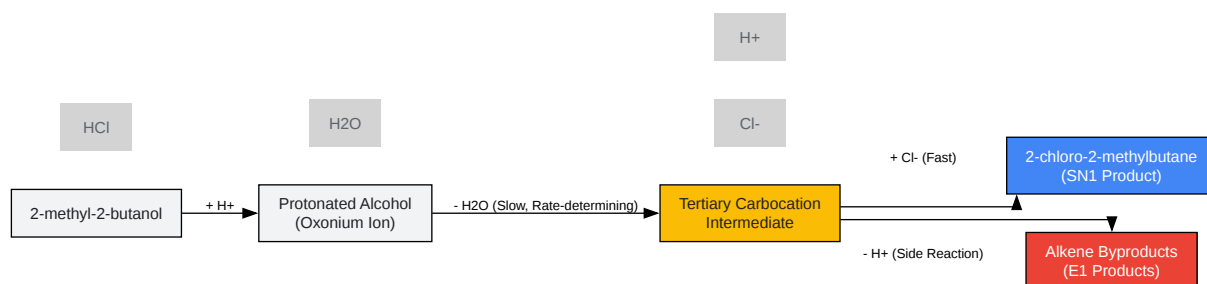 H+
HCl
H2O
Cl-
+ Cl- (Fast)
2-chloro-2-methylbutane
(SN1 Product)
2-methyl-2-butanol
+ H+
Protonated Alcohol
(Oxonium Ion)
- H2O (Slow, Rate-determining)
Tertiary Carbocation
Intermediate
- H+ (Side Reaction)
Alkene Byproducts
(E1 Products)